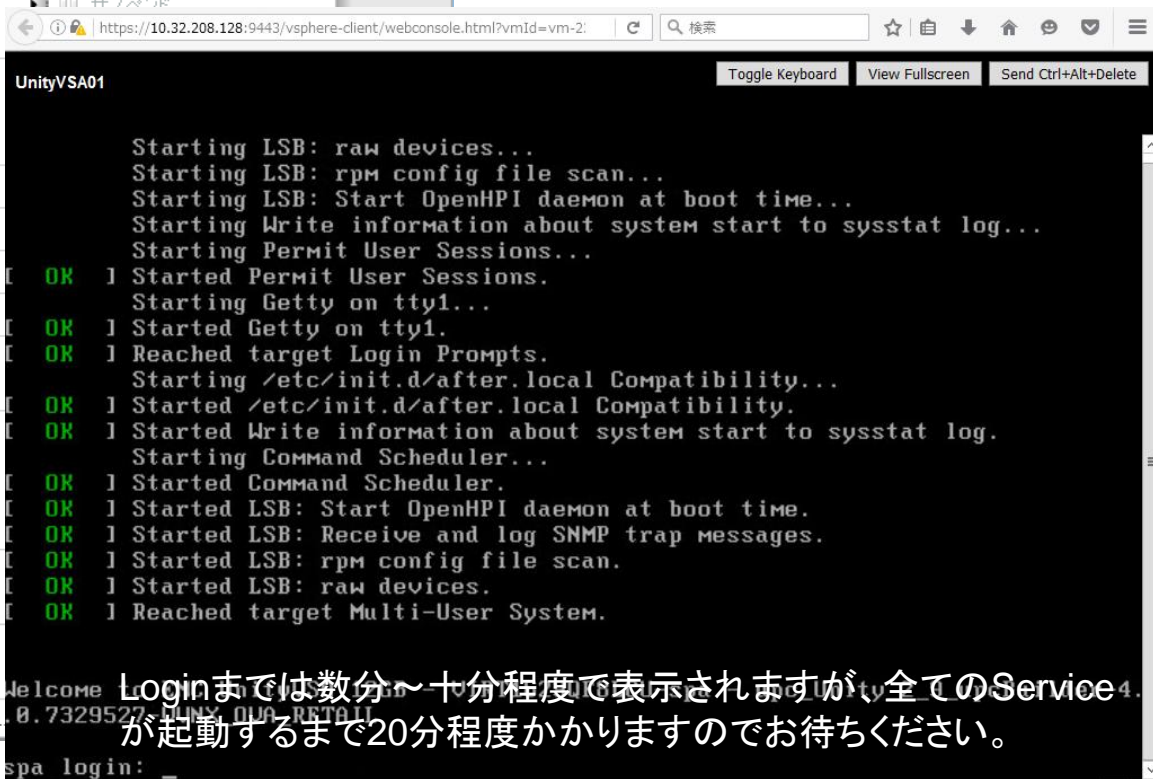 サスペンド
https://10.32.208.128:9443/vsphere-client/webconsole.html?vmId=vm-2
検索
UnityVSA01
Toggle Keyboard
View Fullscreen
Send Ctrl+Alt+Delete
Starting LSB: raw devices...
Starting LSB: rpm config file scan...
Starting LSB: Start OpenHPI daemon at boot time...
Starting Write information about system start to sysstat log...
Starting Permit User Sessions...
[ OK ] Started Permit User Sessions.
Starting Getty on tty1...
[ OK ] Started Getty on tty1.
[ OK ] Reached target Login Prompts.
Starting /etc/init.d/after.local Compatibility...
[ OK ] Started /etc/init.d/after.local Compatibility.
[ OK ] Started Write information about system start to sysstat log.
Starting Command Scheduler...
[ OK ] Started Command Scheduler.
[ OK ] Started LSB: Start OpenHPI daemon at boot time.
[ OK ] Started LSB: Receive and log SNMP trap messages.
[ OK ] Started LSB: rpm config file scan.
[ OK ] Started LSB: raw devices.
[ OK ] Reached target Multi-User System.
Welcome to
Loginまでは数分～十分程度で表示されますが、全てのService
が起動するまで20分程度かかりますのでお待ちください。
spa login: _